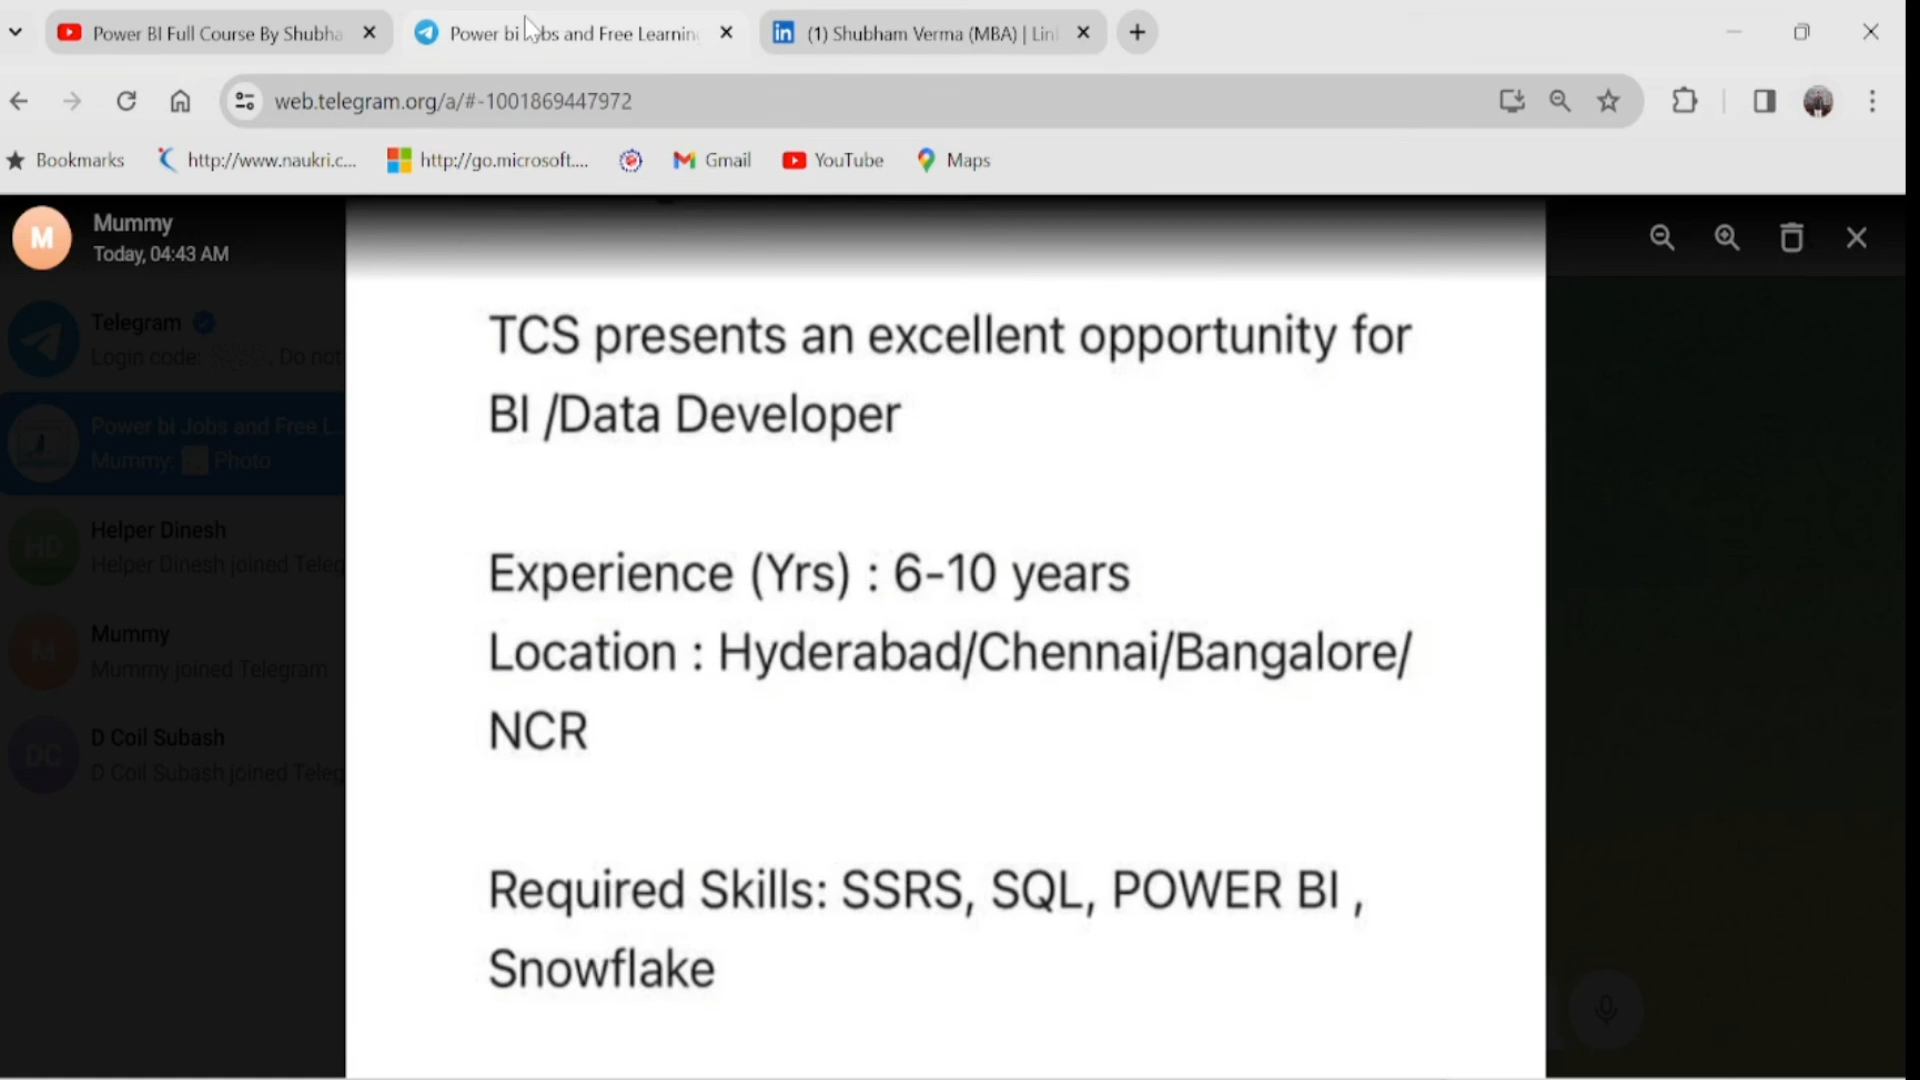 Power BI Full Course By Shubha
Power bi Jobs and Free Learnin
(1) Shubham Verma (MBA) | Lin
web.telegram.org/a/#-1001869447972
Bookmarks
http://www.naukri.c...
http://go.microsoft....
Gmail
YouTube
Maps
M
Mummy
Today, 04:43 AM
Telegram
Login code: Do not
Power bi Jobs and Free L...
Mummy: Photo
HD
Helper Dinesh
Helper Dinesh joined Teleg
M
Mummy
Mummy joined Telegram
DC
D Coil Subash
D Coil Subash joined Teleg
TCS presents an excellent opportunity for
BI /Data Developer
Experience (Yrs) : 6-10 years
Location : Hyderabad/Chennai/Bangalore/
NCR
Required Skills: SSRS, SQL, POWER BI ,
Snowflake